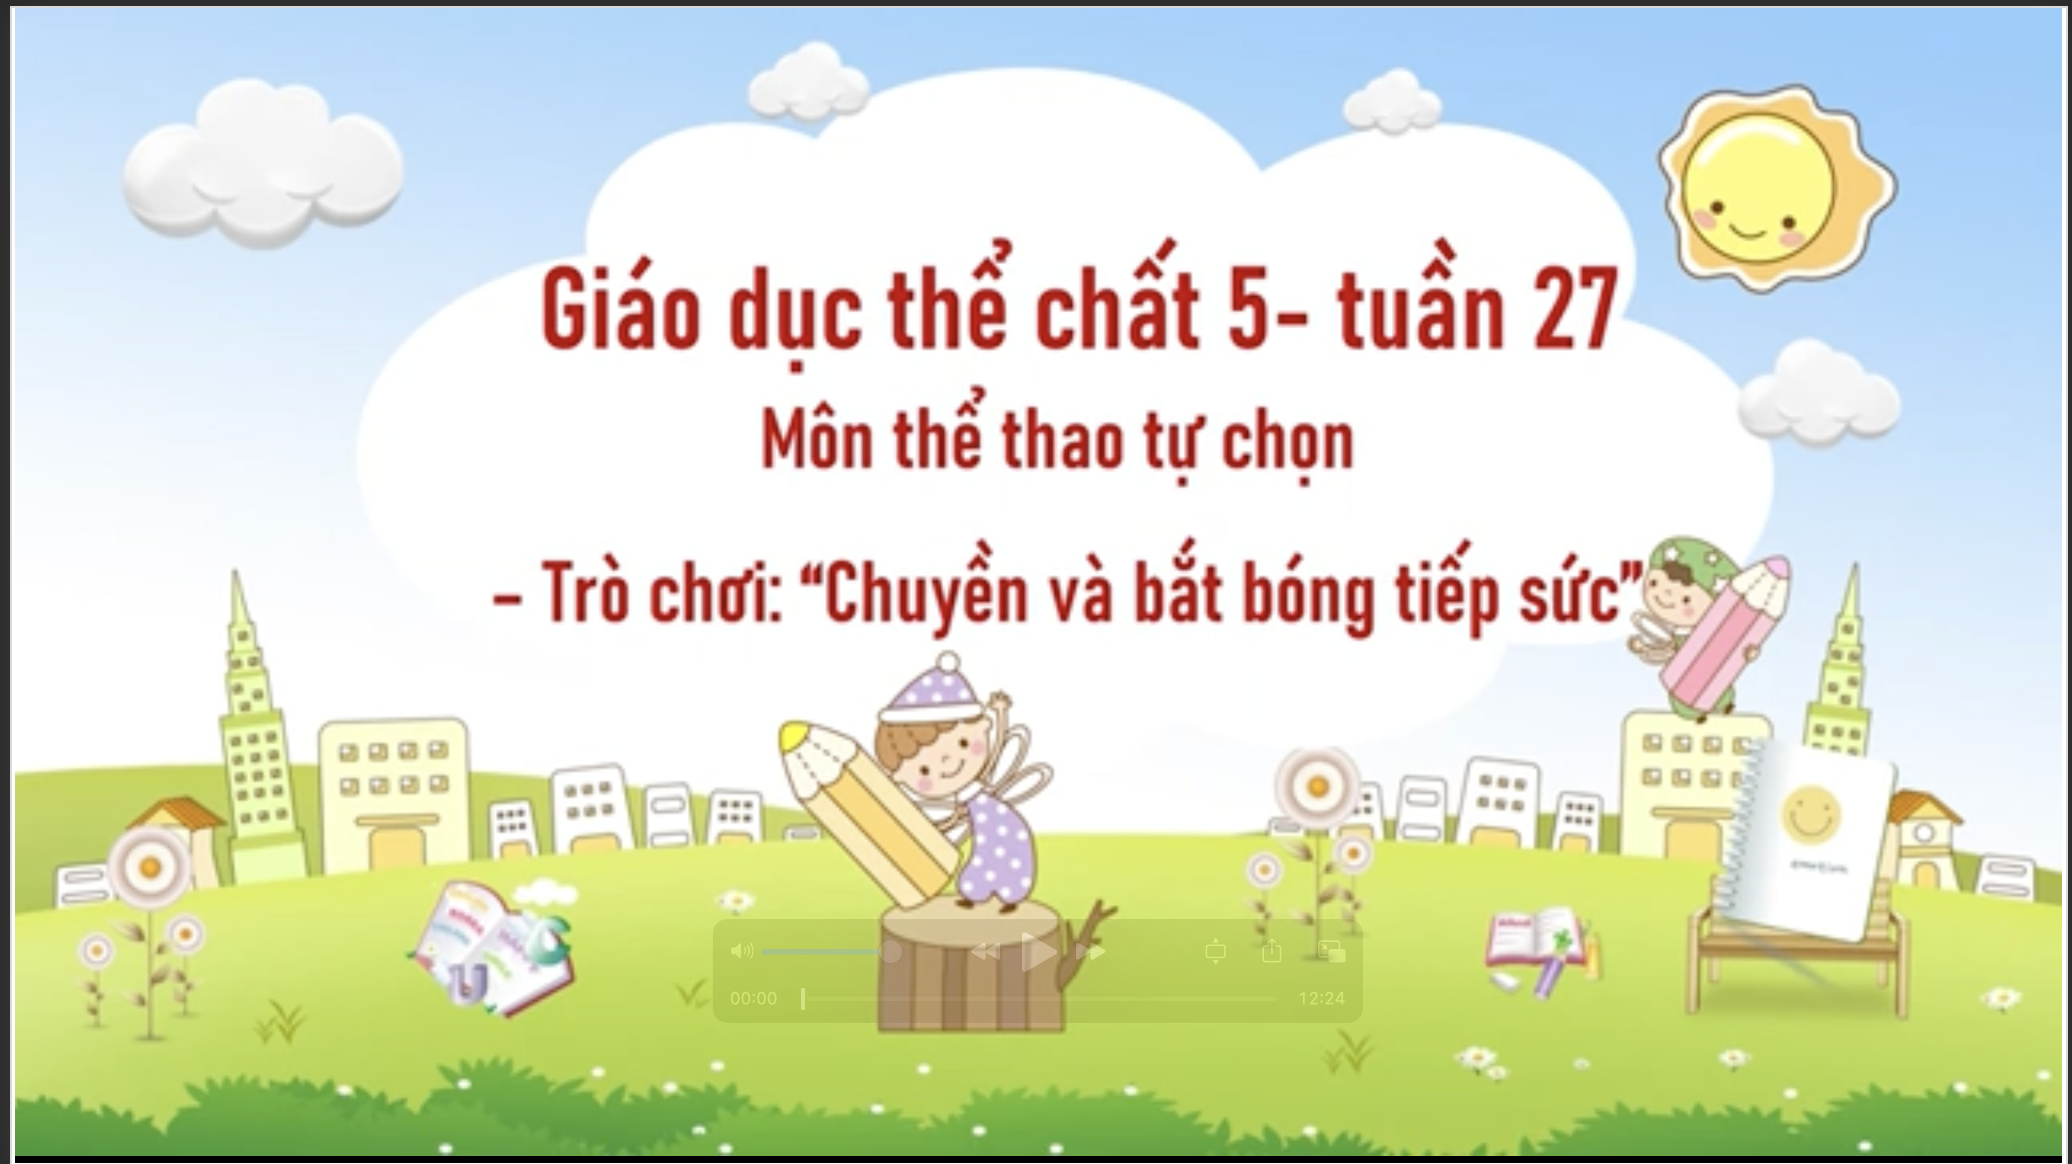 Giáo dục thể chất 5- tuần 27
Môn thể thao tự chọn
- Trò chơi: “Chuyền và bắt bóng tiếp sức”
00:00
12:24